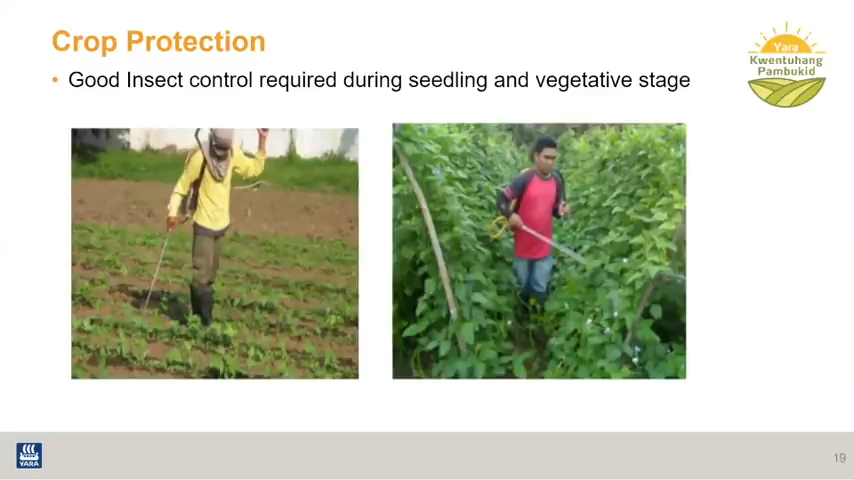 Crop Protection
• Good Insect control required during seedling and vegetative stage
Yara
Kwentuhang
Pambukid
YARA
19